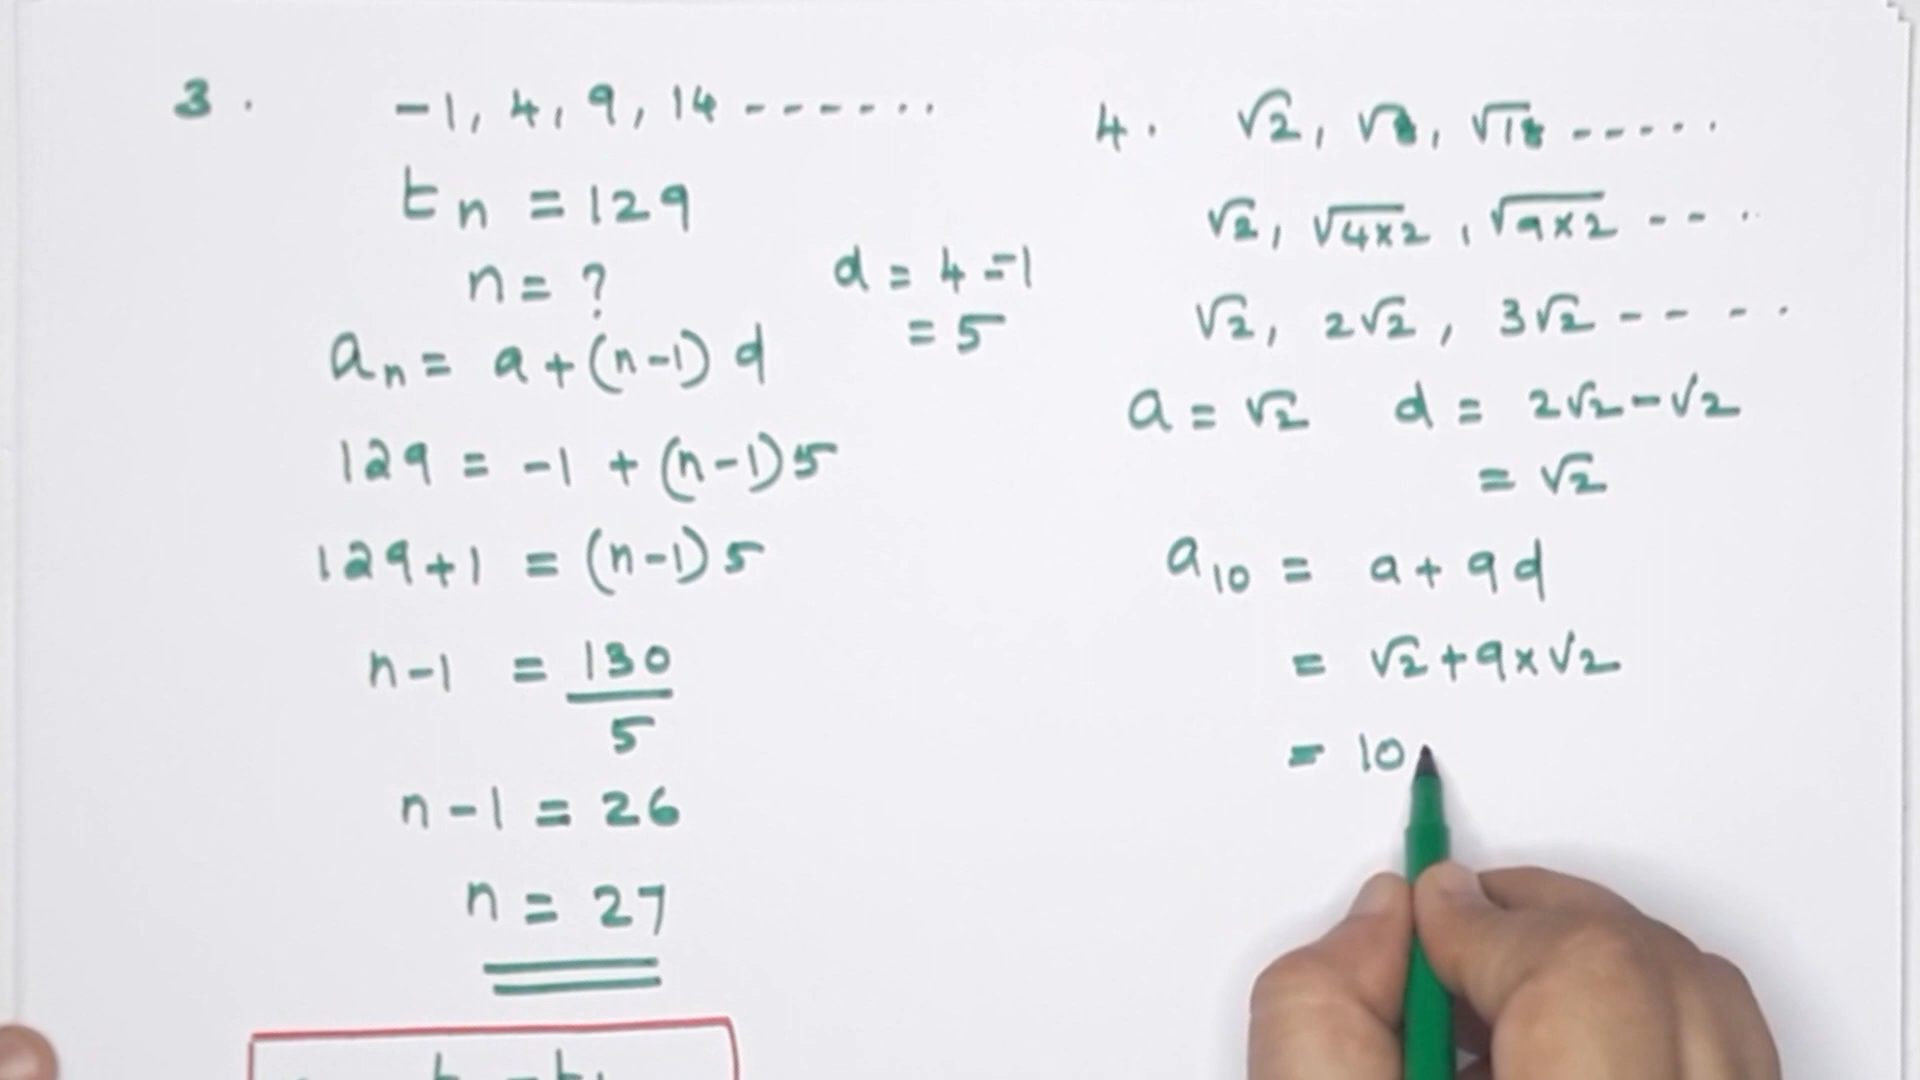 3. -1, 4, 9, 14 ------..
tn = 129
n = ?
d = 4 - -1
= 5
an = a + (n-1) d
129 = -1 + (n-1)5
129+1 = (n-1)5
n-1 = 130/5
n-1 = 26
n = 27
4. √2, √8, √18 -----..
√2, √4×2, √9×2 --- .
√2, 2√2, 3√2 ----.
a = √2 d = 2√2-√2
= √2
a10 = a + 9d
= √2+9×√2
= 10